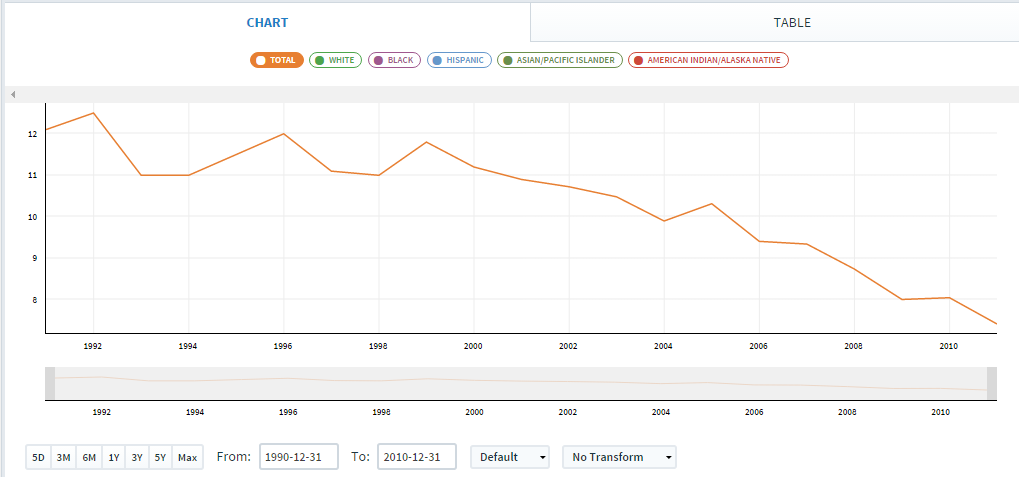 CHART TABLE
TOTAL WHITE BLACK HISPANIC ASIAN/PACIFIC ISLANDER AMERICAN INDIAN/ALASKA NATIVE
12
11
10
9
8
1992 1994 1996 1998 2000 2002 2004 2006 2008 2010
1992 1994 1996 1998 2000 2002 2004 2006 2008 2010
5D 3M 6M 1Y 3Y 5Y Max From: 1990-12-31 To: 2010-12-31 Default No Transform